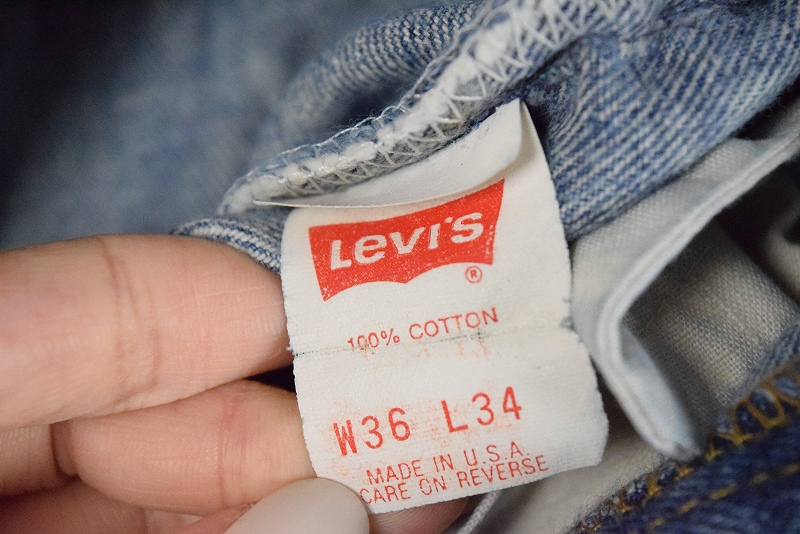 Levi's
®
100% COTTON
W36 L34
MADE IN U.S.A.
CARE ON REVERSE